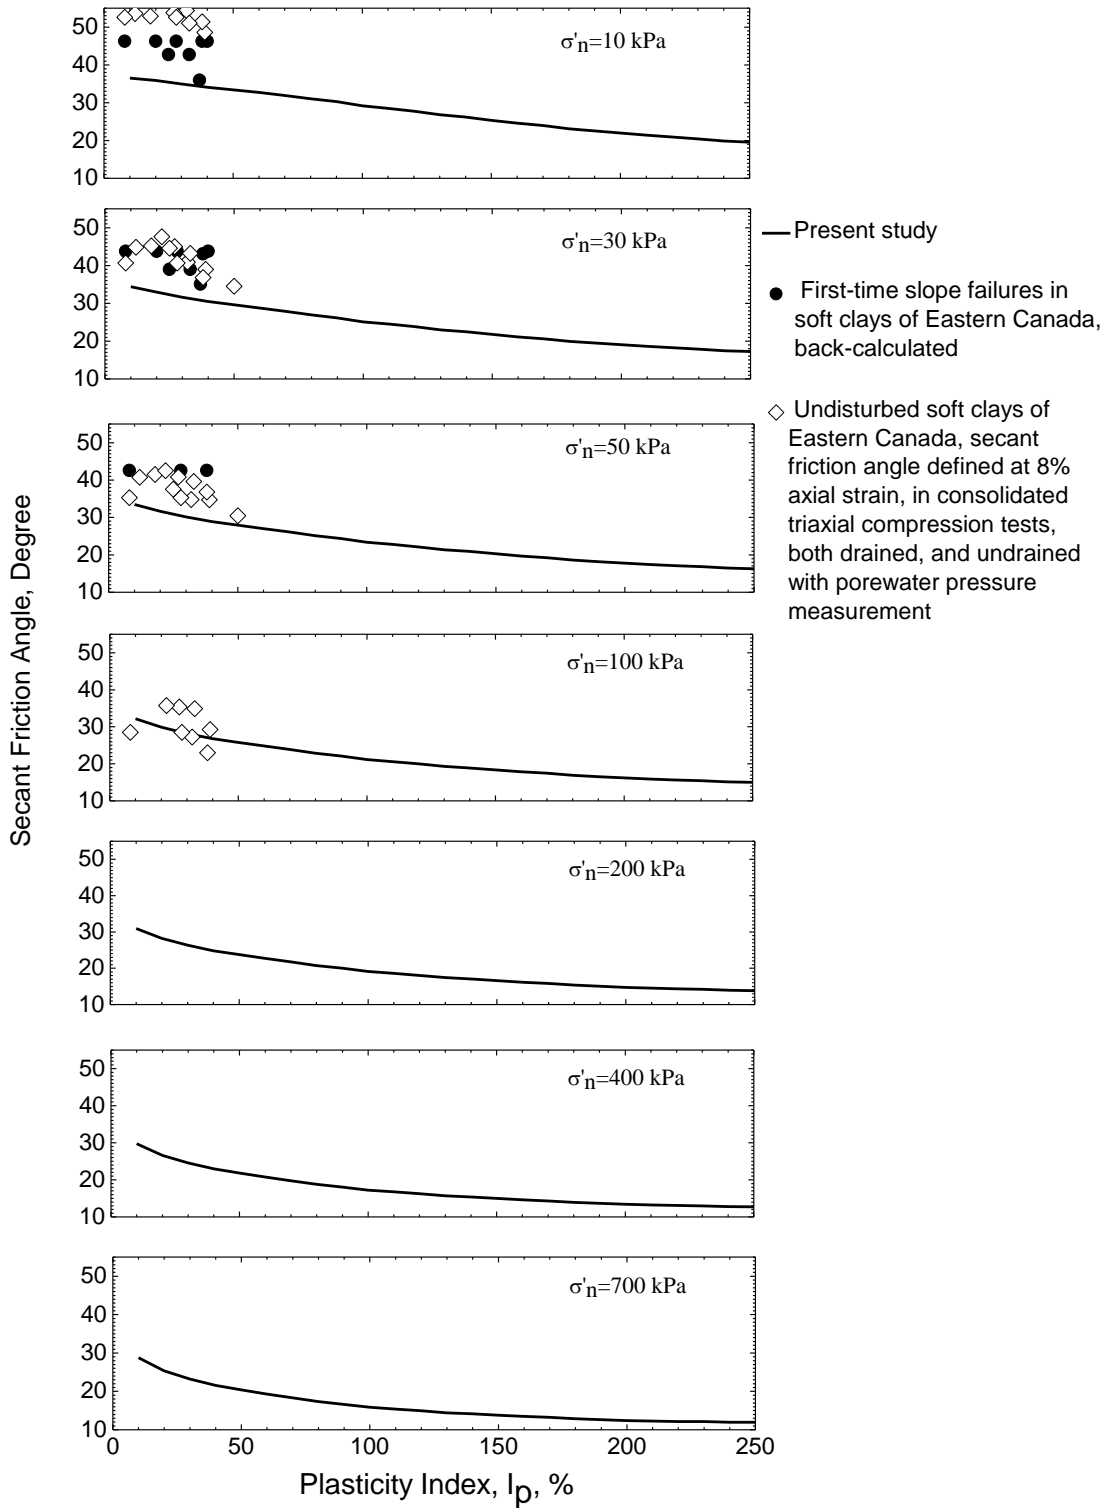 50
40
30
20
10
σ'n=10 kPa
50
40
30
20
10
σ'n=30 kPa
Present study
First-time slope failures in
soft clays of Eastern Canada,
back-calculated
50
40
30
20
10
σ'n=50 kPa
Undisturbed soft clays of
Eastern Canada, secant
friction angle defined at 8%
axial strain, in consolidated
triaxial compression tests,
both drained, and undrained
with porewater pressure
measurement
Secant Friction Angle, Degree
50
40
30
20
10
σ'n=100 kPa
50
40
30
20
10
σ'n=200 kPa
50
40
30
20
10
σ'n=400 kPa
50
40
30
20
10
σ'n=700 kPa
0 50 100 150 200 250
Plasticity Index, Ip, %